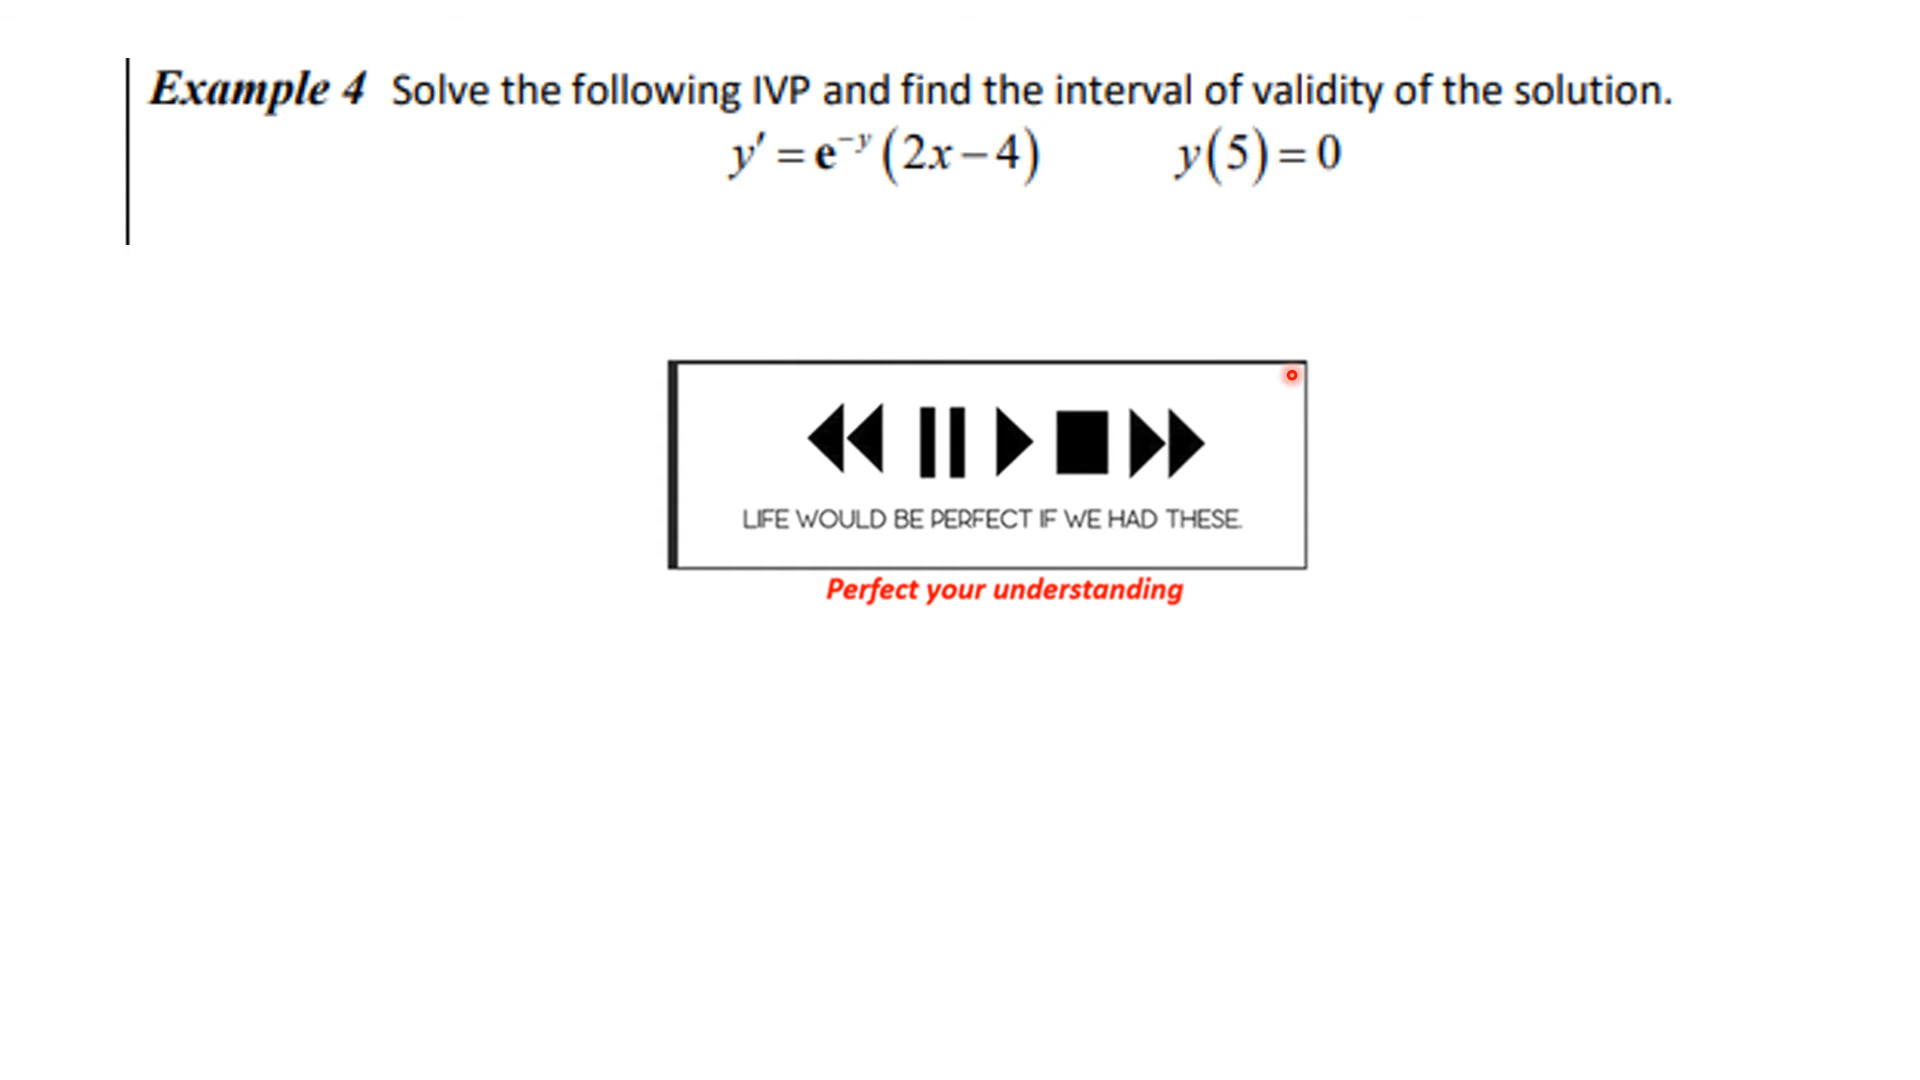 Example 4 Solve the following IVP and find the interval of validity of the solution.
y′ = e⁻ʸ (2x – 4) y(5) = 0
LIFE WOULD BE PERFECT IF WE HAD THESE.
Perfect your understanding